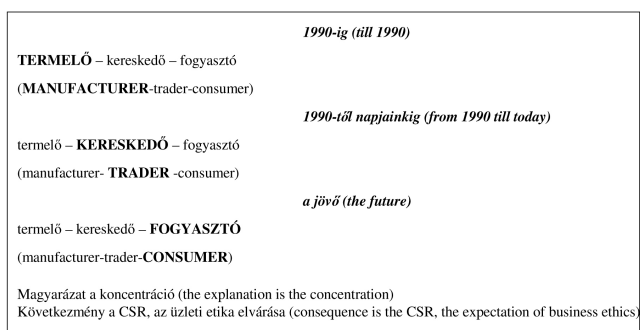 1990-ig (till 1990)
TERMELŐ – kereskedő – fogyasztó
(MANUFACTURER-trader-consumer)
1990-től napjainkig (from 1990 till today)
termelő – KERESKEDŐ – fogyasztó
(manufacturer- TRADER -consumer)
a jövő (the future)
termelő – kereskedő – FOGYASZTÓ
(manufacturer-trader-CONSUMER)
Magyarázat a koncentráció (the explanation is the concentration)
Következmény a CSR, az üzleti etika elvárása (consequence is the CSR, the expectation of business ethics)